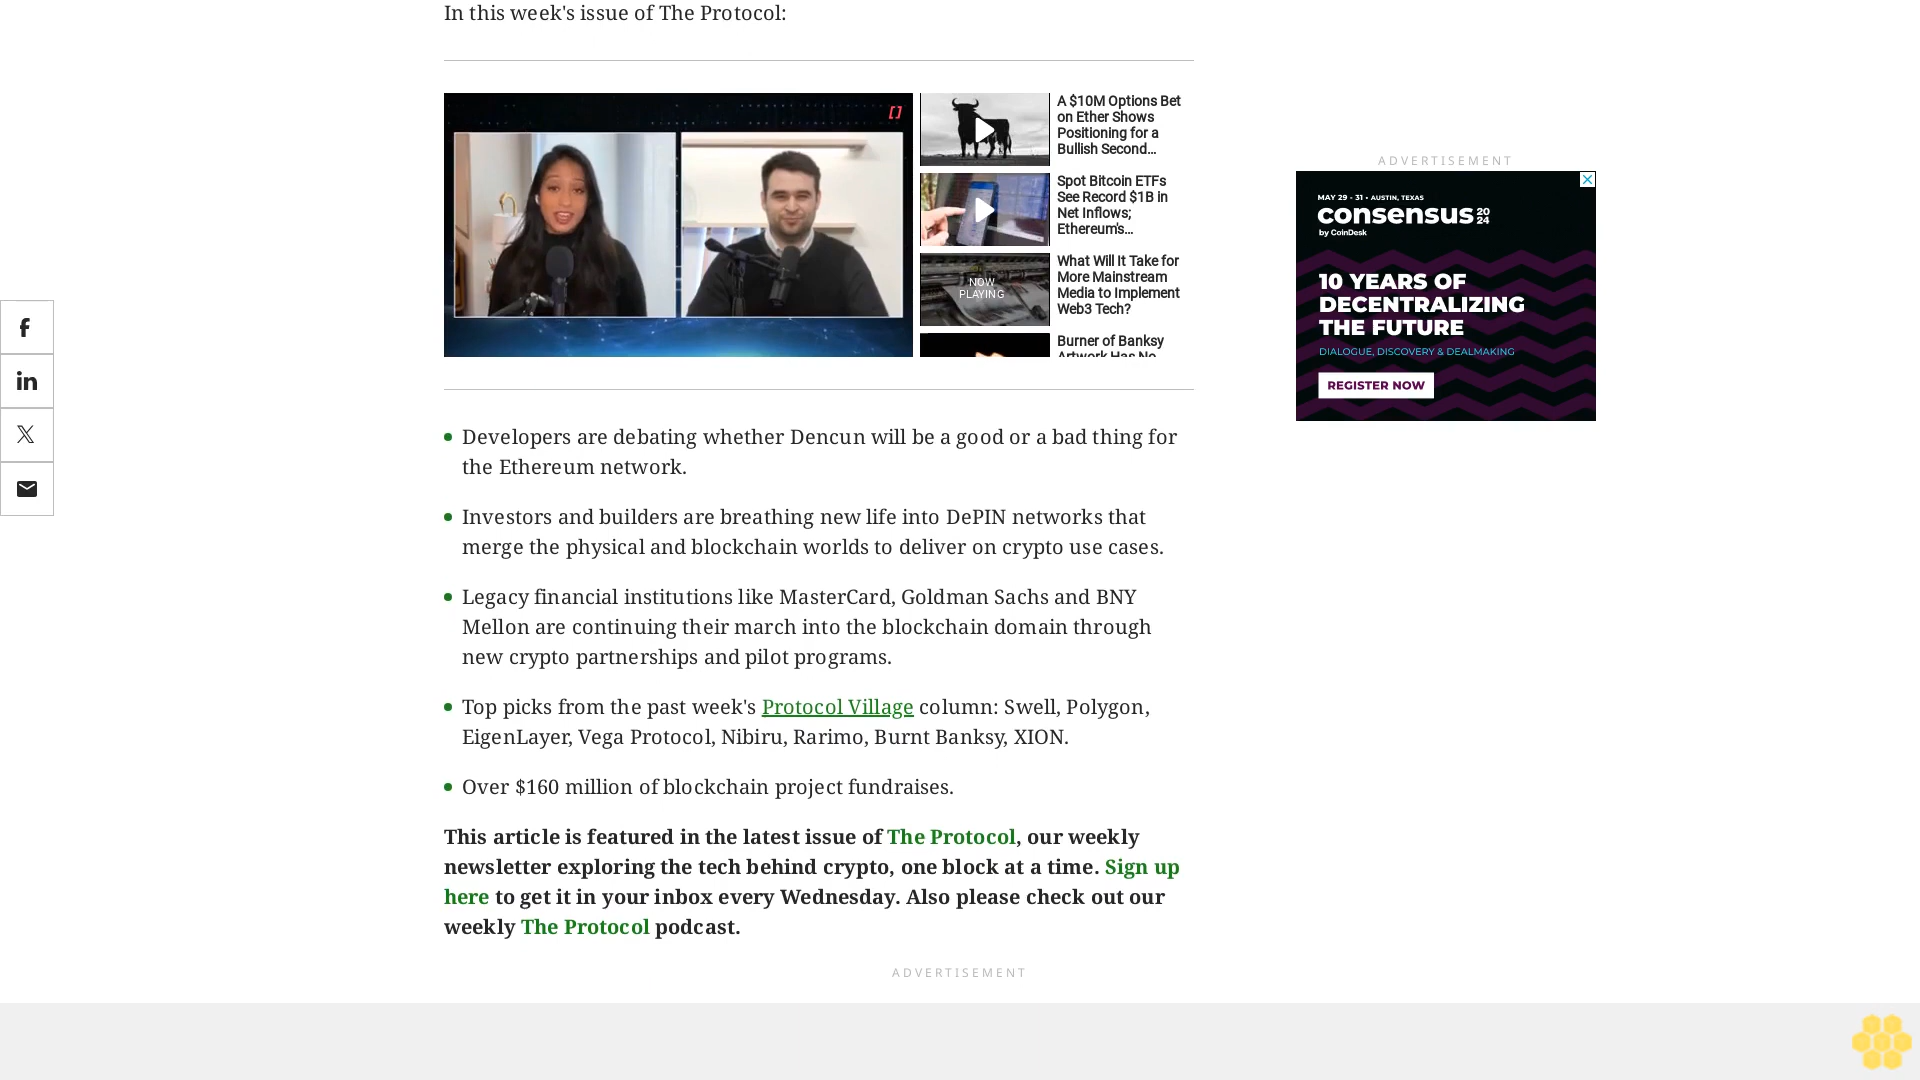 In this week's issue of The Protocol:
A $10M Options Bet
on Ether Shows
Positioning for a
Bullish Second...
Spot Bitcoin ETFs
See Record $1B in
Net Inflows;
Ethereum's...
NOW
PLAYING
What Will It Take for
More Mainstream
Media to Implement
Web3 Tech?
Burner of Banksy
Artwork Has No
ADVERTISEMENT
MAY 29 - 31 • AUSTIN, TEXAS
consensus 2024
by CoinDesk
10 YEARS OF
DECENTRALIZING
THE FUTURE
DIALOGUE, DISCOVERY & DEALMAKING
REGISTER NOW
Developers are debating whether Dencun will be a good or a bad thing for
the Ethereum network.
Investors and builders are breathing new life into DePIN networks that
merge the physical and blockchain worlds to deliver on crypto use cases.
Legacy financial institutions like MasterCard, Goldman Sachs and BNY
Mellon are continuing their march into the blockchain domain through
new crypto partnerships and pilot programs.
Top picks from the past week's Protocol Village column: Swell, Polygon,
EigenLayer, Vega Protocol, Nibiru, Rarimo, Burnt Banksy, XION.
Over $160 million of blockchain project fundraises.
This article is featured in the latest issue of The Protocol, our weekly
newsletter exploring the tech behind crypto, one block at a time. Sign up
here to get it in your inbox every Wednesday. Also please check out our
weekly The Protocol podcast.
ADVERTISEMENT